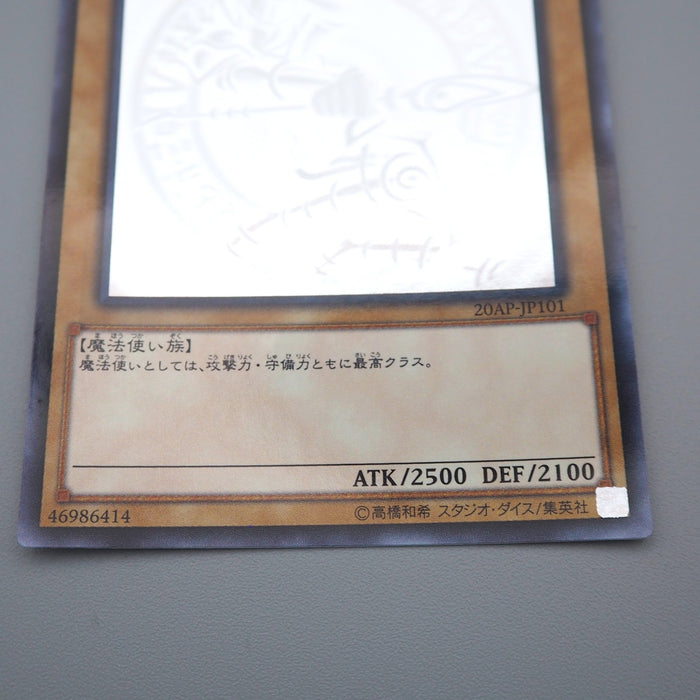 20AP-JP101
【魔法使い族】
魔法使いとしては、攻撃力・守備力ともに最高クラス。
ATK/2500 DEF/2100
46986414 ©高橋和希 スタジオ・ダイス/集英社